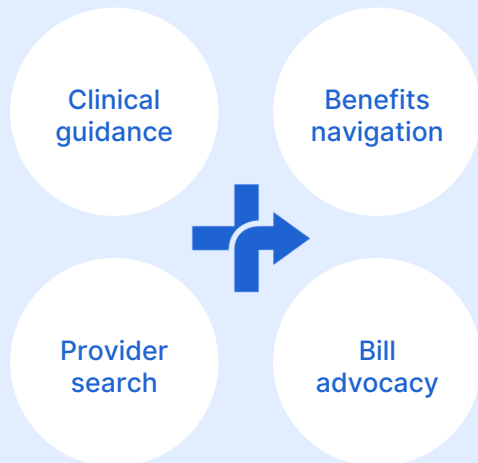 Clinical
guidance
Benefits
navigation
Provider
search
Bill
advocacy